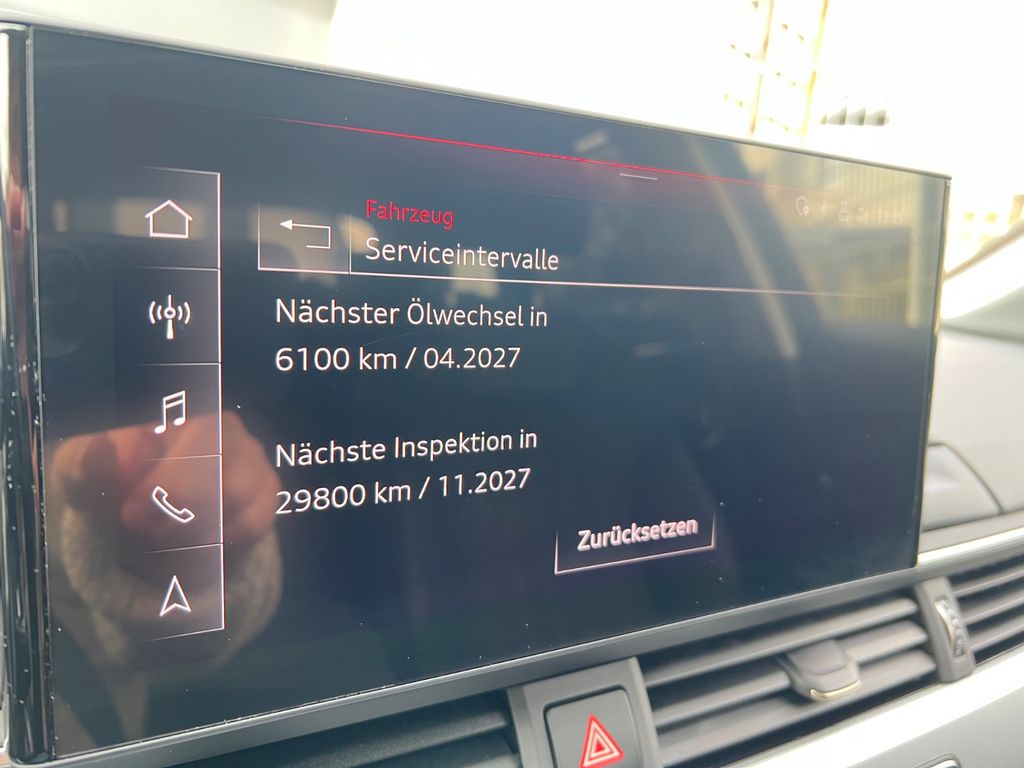 Fahrzeug
Serviceintervalle
Nächster Ölwechsel in
6100 km / 04.2027
Nächste Inspektion in
29800 km / 11.2027
Zurücksetzen